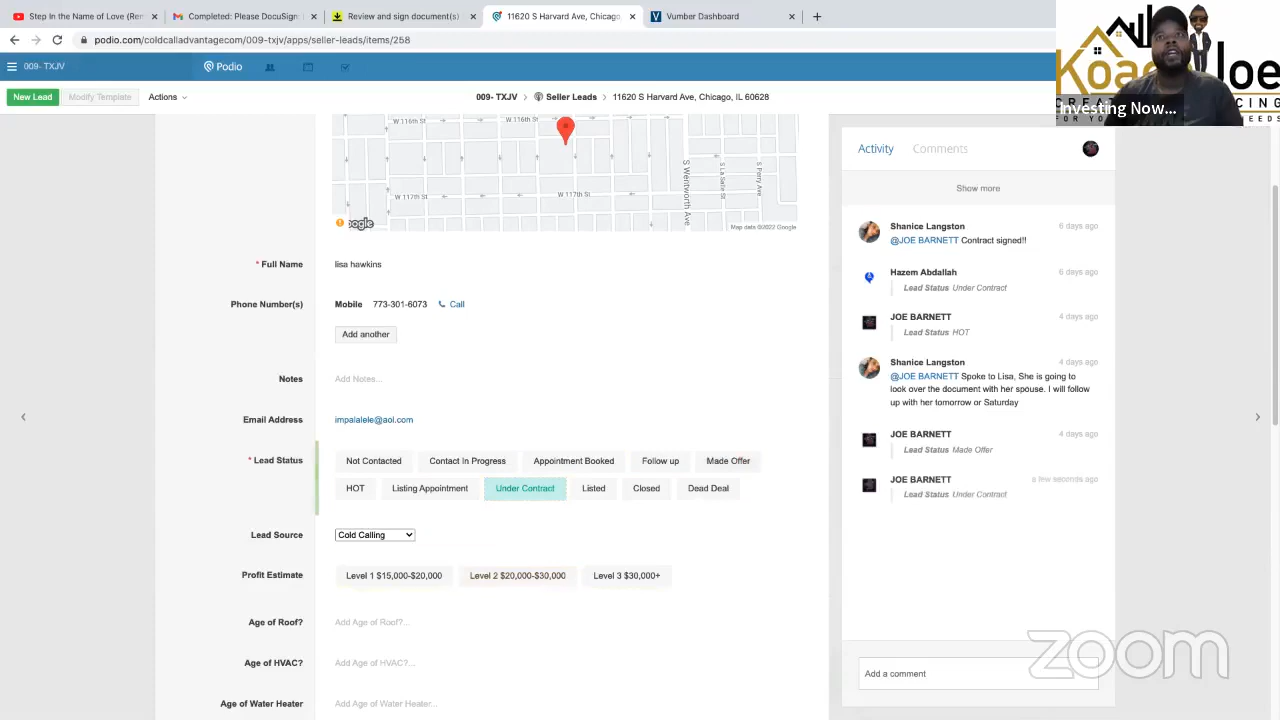 Step In the Name of Love (Rem
Completed: Please DocuSign:
Review and sign document(s)
11620 S Harvard Ave, Chicago,
Vumber Dashboard
podio.com/coldcalladvantagecom/009-txjv/apps/seller-leads/items/258
Investing Now...
009- TXJV
Podio
New Lead
Modify Template
Actions
009- TXJV > Seller Leads > 11620 S Harvard Ave, Chicago, IL 60628
W 116th St
W 116th St
W 117th St
W 117th St
S Wentworth Ave
S La Salle St
S Perry Ave
Map data ©2022 Google
* Full Name
lisa hawkins
Phone Number(s)
Mobile 773-301-6073 Call
Add another
Notes
Add Notes...
Email Address
impalalele@aol.com
* Lead Status
Not Contacted
Contact In Progress
Appointment Booked
Follow up
Made Offer
HOT
Listing Appointment
Under Contract
Listed
Closed
Dead Deal
Lead Source
Cold Calling
Profit Estimate
Level 1 $15,000-$20,000
Level 2 $20,000-$30,000
Level 3 $30,000+
Age of Roof?
Add Age of Roof?...
Age of HVAC?
Add Age of HVAC?...
Age of Water Heater
Add Age of Water Heater...
Activity
Comments
Show more
Shanice Langston
6 days ago
@JOE BARNETT Contract signed!!
Hazem Abdallah
6 days ago
Lead Status Under Contract
JOE BARNETT
4 days ago
Lead Status HOT
Shanice Langston
4 days ago
@JOE BARNETT Spoke to Lisa, She is going to
look over the document with her spouse. I will follow
up with her tomorrow or Saturday
JOE BARNETT
4 days ago
Lead Status Made Offer
JOE BARNETT
a few seconds ago
Lead Status Under Contract
Add a comment
zoom